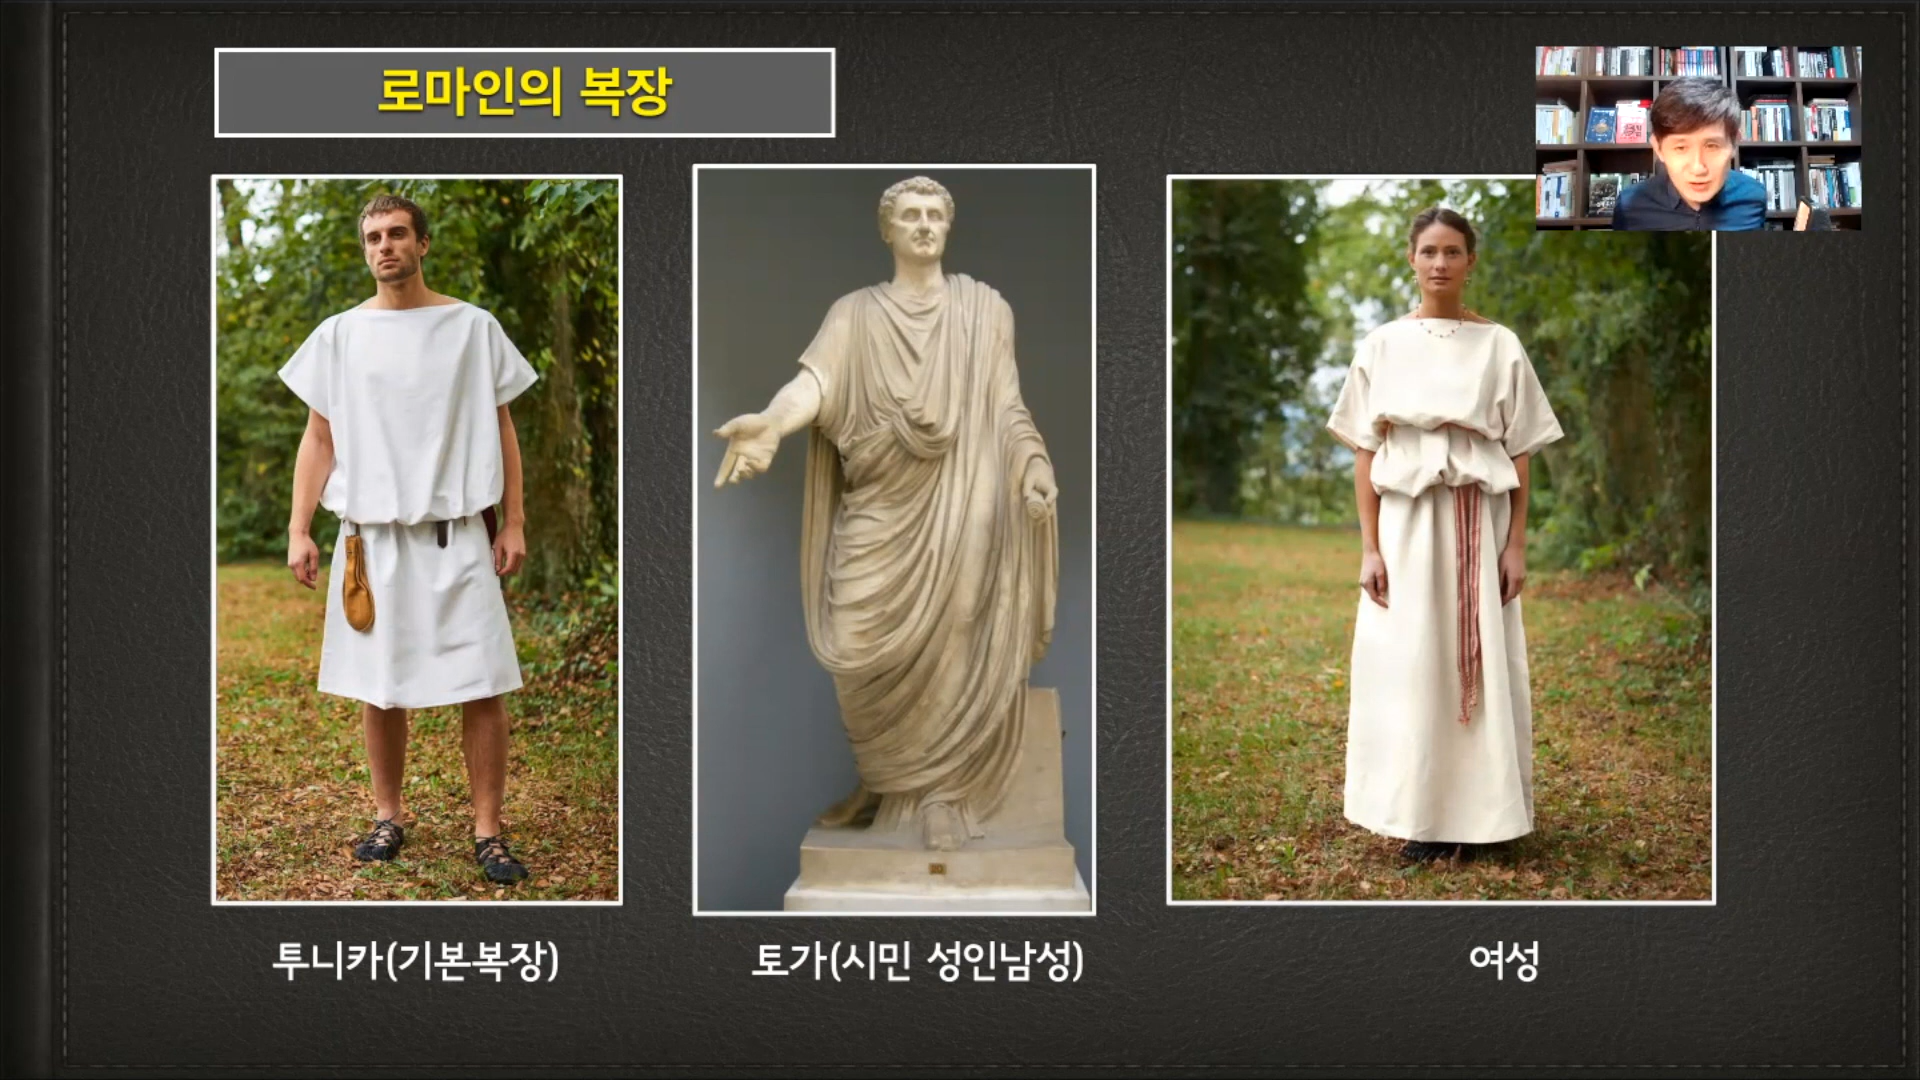 로마인의 복장
투니카(기본복장)
토가(시민 성인남성)
여성